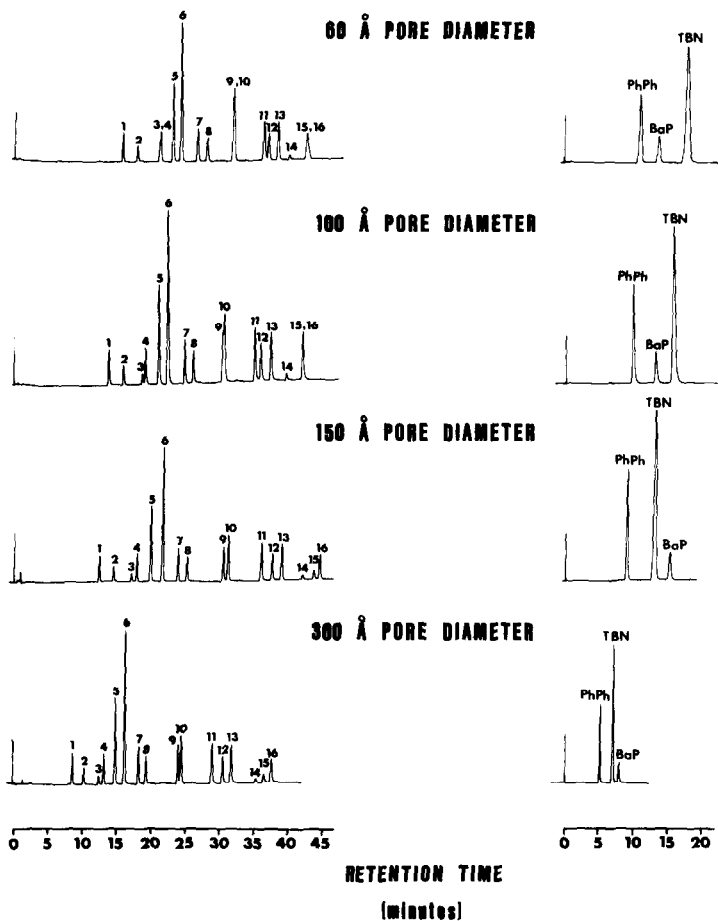 60 Å PORE DIAMETER
1 2 3,4 5 6 7 8 9,10 11 12 13 14 15,16
PhPh BaP TBN
100 Å PORE DIAMETER
1 2 3 4 5 6 7 8 9 10 11 12 13 14 15,16
PhPh BaP TBN
150 Å PORE DIAMETER
1 2 3 4 5 6 7 8 9 10 11 12 13 14 15 16
PhPh TBN BaP
300 Å PORE DIAMETER
1 2 3 4 5 6 7 8 9 10 11 12 13 14 15 16
PhPh TBN BaP
0 5 10 15 20 25 30 35 40 45
0 5 10 15 20
RETENTION TIME
(minutes)